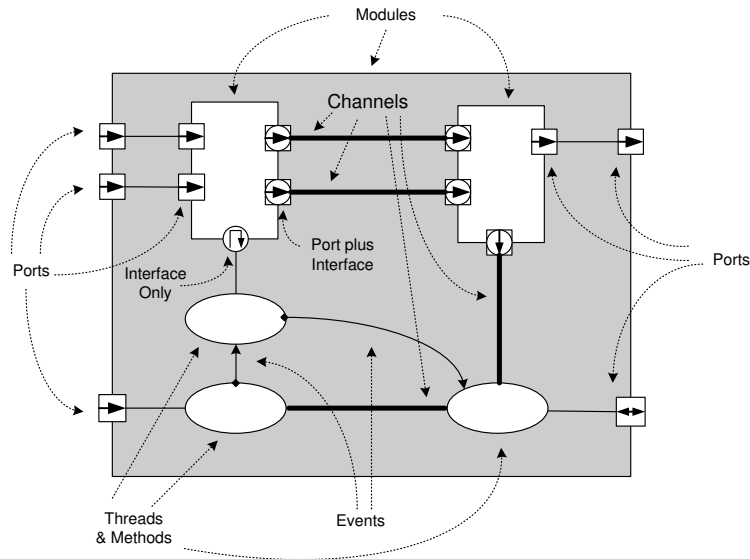 Modules
Channels
Ports
Port plus
Interface
Interface
Only
Ports
Threads
& Methods
Events